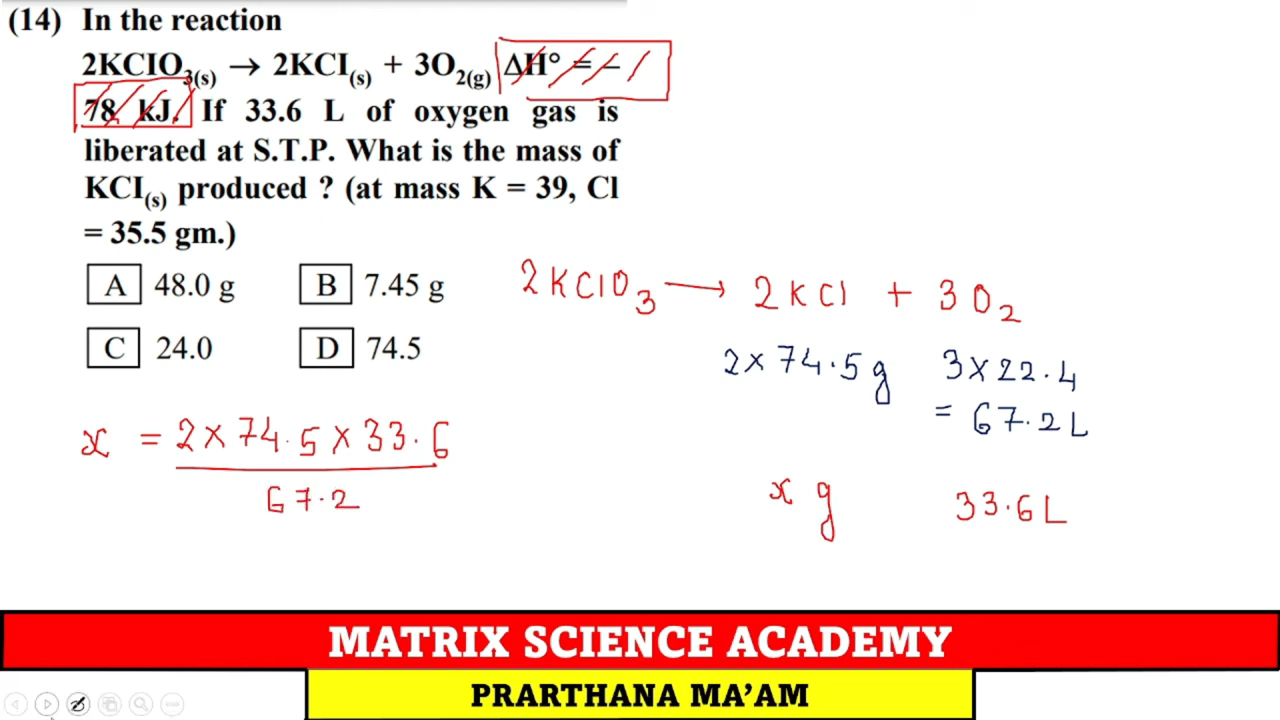 (14) In the reaction
2KCIO₃(s) → 2KCI(s) + 3O₂(g) ΔH° = –
78 kJ. If 33.6 L of oxygen gas is
liberated at S.T.P. What is the mass of
KCI(s) produced ? (at mass K = 39, Cl
= 35.5 gm.)
A 48.0 g B 7.45 g
C 24.0 D 74.5
2KClO₃ → 2KCl + 3O₂
2×74.5g 3×22.4
= 67.2L
x g 33.6L
x = 2×74.5×33.6
67.2
MATRIX SCIENCE ACADEMY
PRARTHANA MA’AM